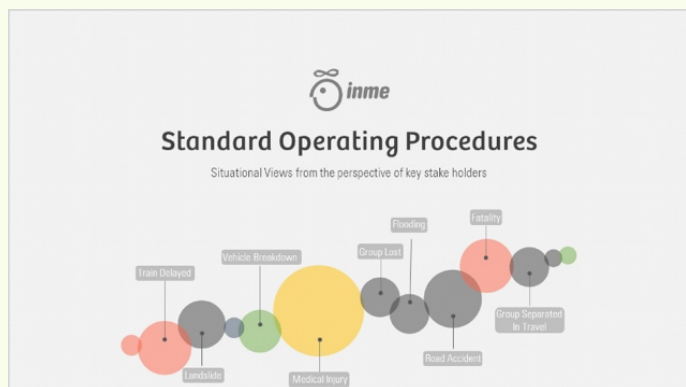 inme
Standard Operating Procedures
Situational Views from the perspective of key stake holders
Fatality
Flooding
Group Lost
Vehicle Breakdown
Train Delayed
Group Separated
In Travel
Road Accident
Landslide
Medical Injury